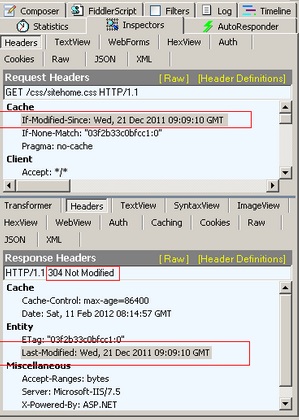 Composer FiddlerScript Filters Log Timeline
Statistics Inspectors AutoResponder
Headers TextView WebForms HexView Auth
Cookies Raw JSON XML
Request Headers [ Raw ] [Header Definitions]
GET /css/sitehome.css HTTP/1.1
Cache
If-Modified-Since: Wed, 21 Dec 2011 09:09:10 GMT
If-None-Match: "03f2b33c0bfcc1:0"
Pragma: no-cache
Client
Accept: */*
Transformer Headers TextView SyntaxView ImageView
HexView WebView Auth Caching Cookies Raw
JSON XML
Response Headers [ Raw ] [Header Definitions]
HTTP/1.1 304 Not Modified
Cache
Cache-Control: max-age=86400
Date: Sat, 11 Feb 2012 08:14:57 GMT
Entity
ETag: "03f2b33c0bfcc1:0"
Last-Modified: Wed, 21 Dec 2011 09:09:10 GMT
Miscellaneous
Accept-Ranges: bytes
Server: Microsoft-IIS/7.5
X-Powered-By: ASP.NET